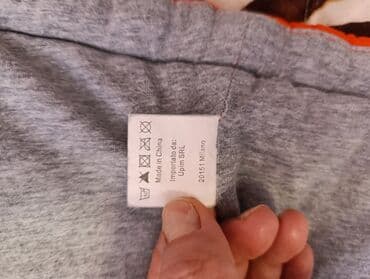 Made in China
Importato da:
Upim SRL
20151 Milano